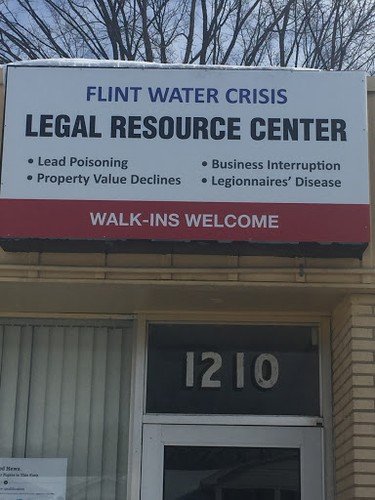 FLINT WATER CRISIS
LEGAL RESOURCE CENTER
• Lead Poisoning
• Property Value Declines
• Business Interruption
• Legionnaires' Disease
WALK-INS WELCOME
1210
News